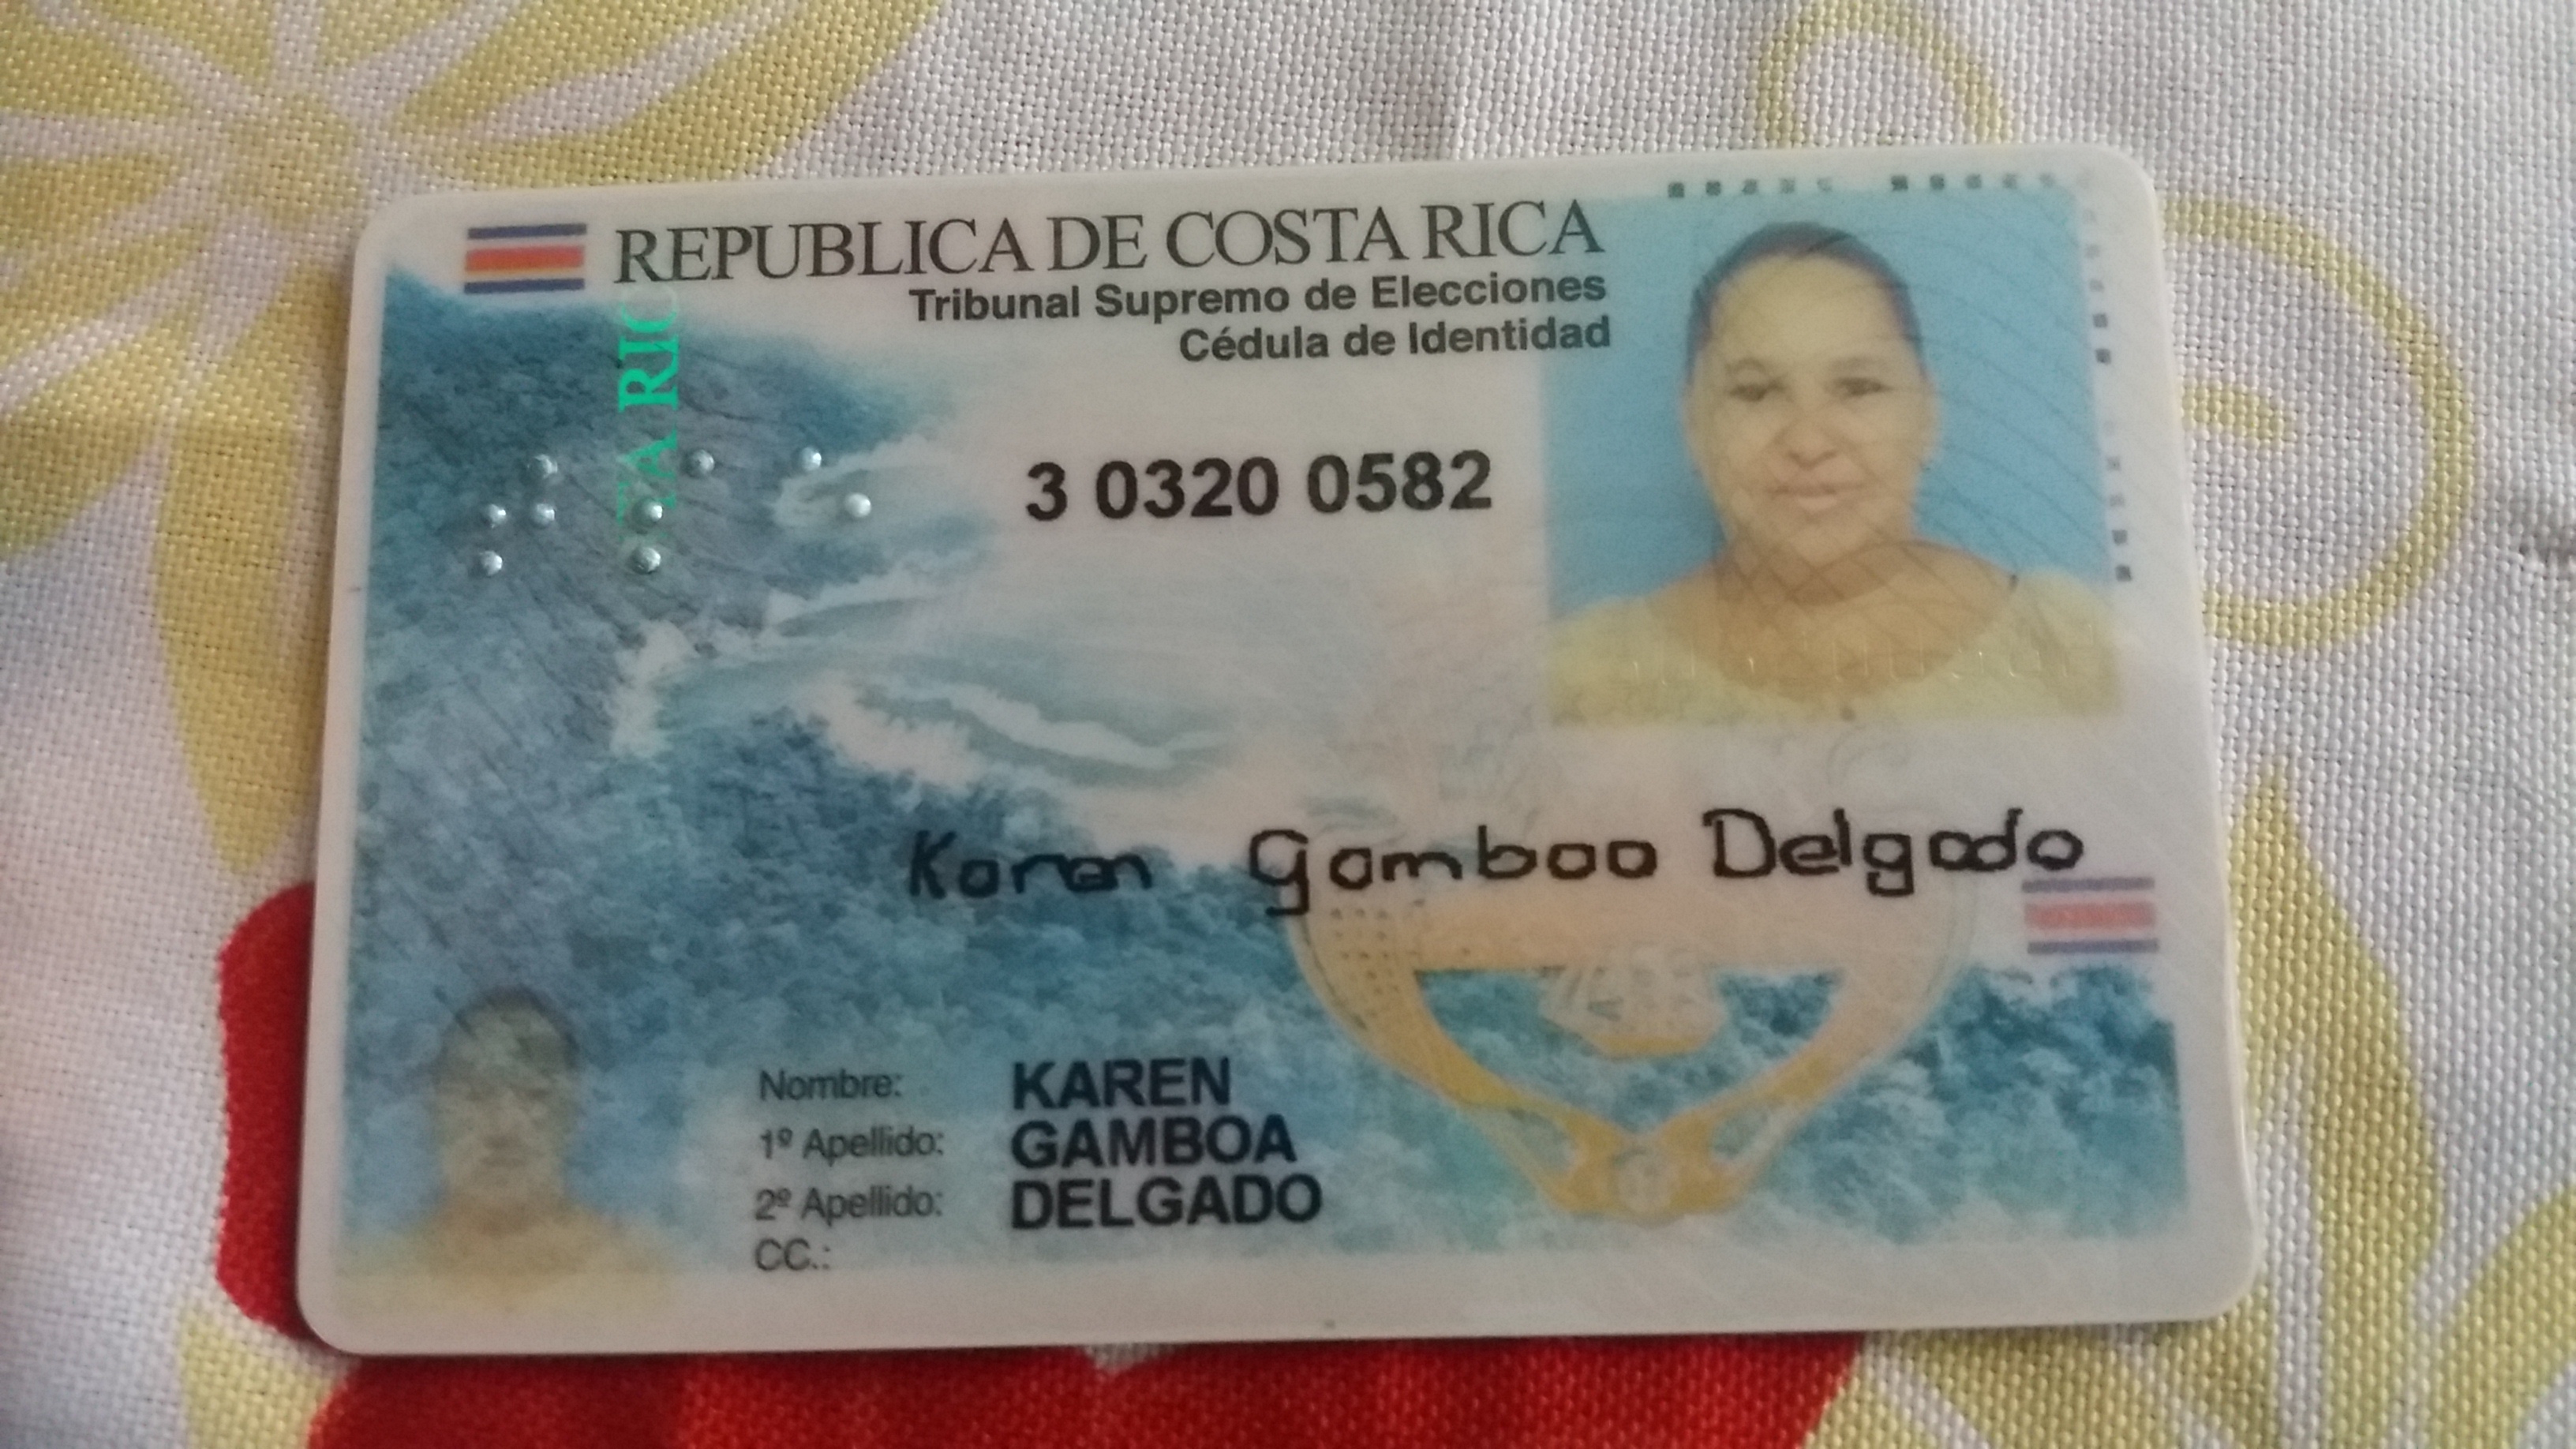 REPUBLICA DE COSTA RICA
Tribunal Supremo de Elecciones
Cédula de Identidad
TA RIC
3 0320 0582
Karen Gamboa Delgado
Nombre: KAREN
1º Apellido: GAMBOA
2º Apellido: DELGADO
CC.: